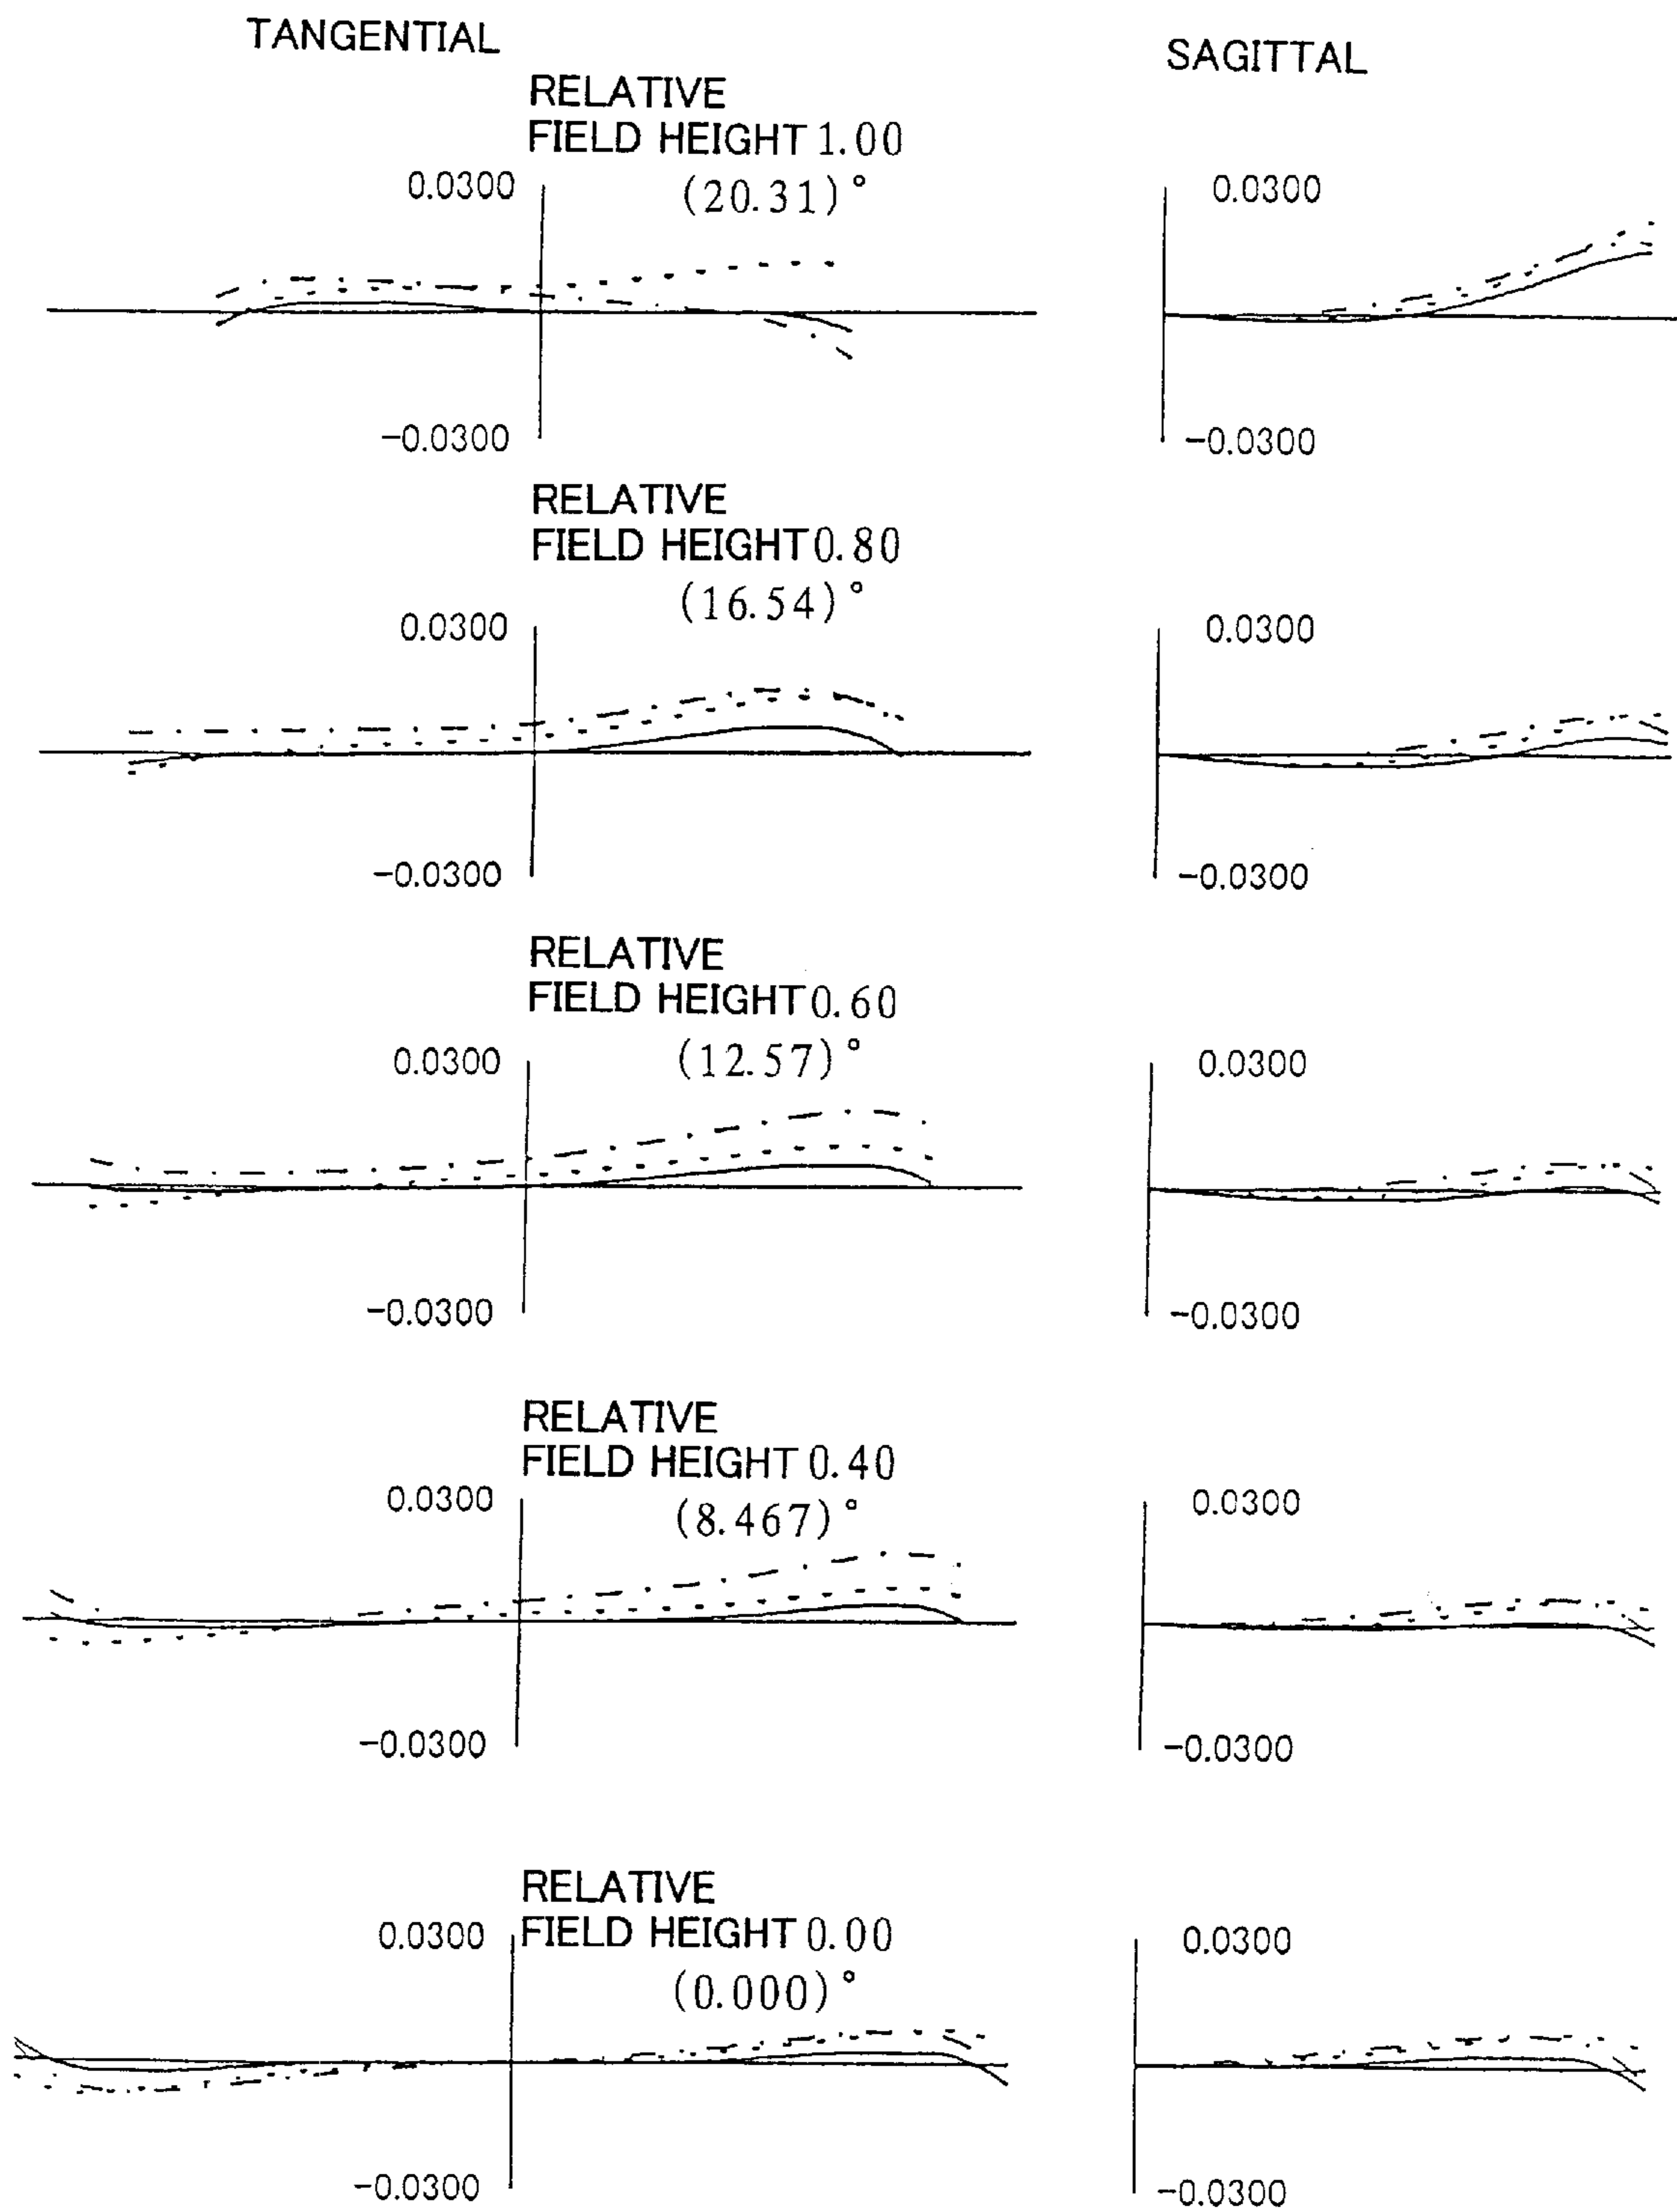 TANGENTIAL
SAGITTAL
RELATIVE
FIELD HEIGHT 1.00
(20.31)°
0.0300
0.0300
-0.0300
-0.0300
RELATIVE
FIELD HEIGHT 0.80
(16.54)°
0.0300
0.0300
-0.0300
-0.0300
RELATIVE
FIELD HEIGHT 0.60
(12.57)°
0.0300
0.0300
-0.0300
-0.0300
RELATIVE
FIELD HEIGHT 0.40
(8.467)°
0.0300
0.0300
-0.0300
-0.0300
RELATIVE
FIELD HEIGHT 0.00
(0.000)°
0.0300
0.0300
-0.0300
-0.0300